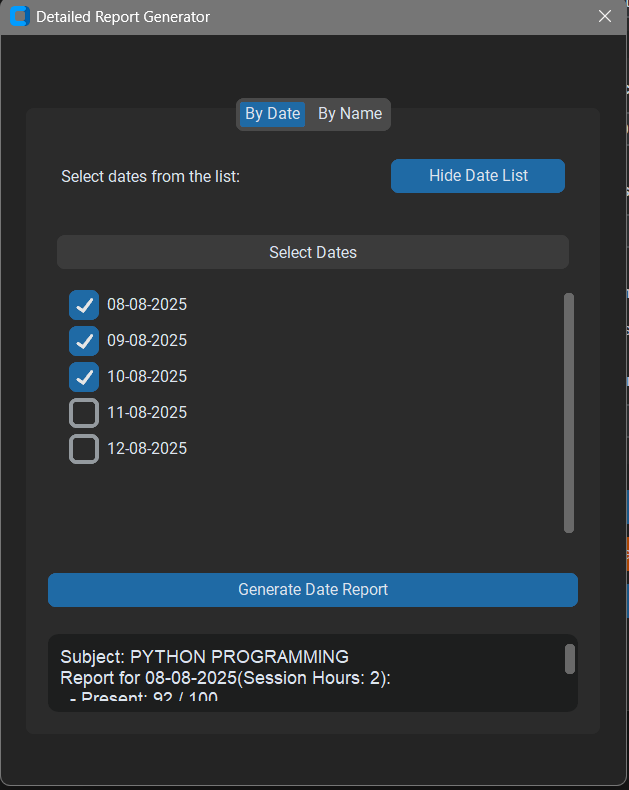 Detailed Report Generator
By Date By Name
Select dates from the list: Hide Date List
Select Dates
08-08-2025
09-08-2025
10-08-2025
11-08-2025
12-08-2025
Generate Date Report
Subject: PYTHON PROGRAMMING
Report for 08-08-2025(Session Hours: 2):
- Present: 92 / 100